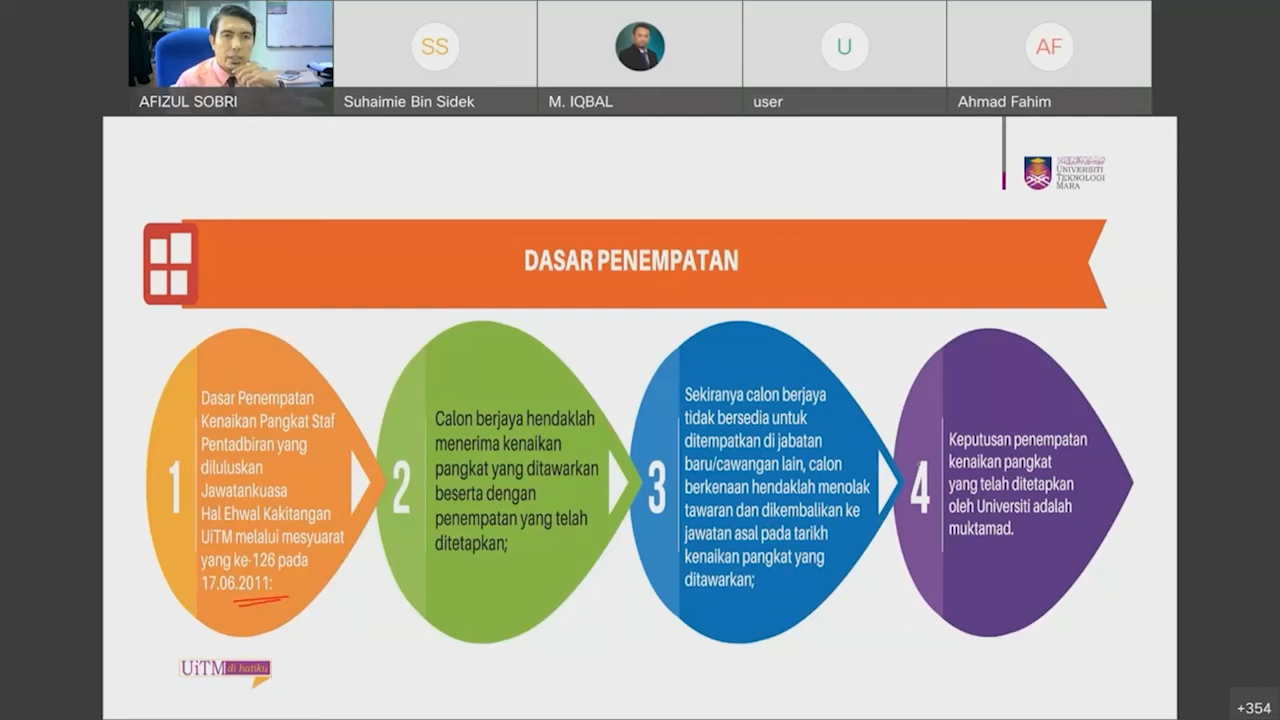 SS
U
AF
AFIZUL SOBRI
Suhaimie Bin Sidek
M. IQBAL
user
Ahmad Fahim
UNIVERSITI
TEKNOLOGI
MARA
DASAR PENEMPATAN
1
Dasar Penempatan
Kenaikan Pangkat Staf
Pentadbiran yang
diluluskan
Jawatankuasa
Hal Ehwal Kakitangan
UiTM melalui mesyuarat
yang ke-126 pada
17.06.2011:
2
Calon berjaya hendaklah
menerima kenaikan
pangkat yang ditawarkan
beserta dengan
penempatan yang telah
ditetapkan;
3
Sekiranya calon berjaya
tidak bersedia untuk
ditempatkan di jabatan
baru/cawangan lain, calon
berkenaan hendaklah menolak
tawaran dan dikembalikan ke
jawatan asal pada tarikh
kenaikan pangkat yang
ditawarkan;
4
Keputusan penempatan
kenaikan pangkat
yang telah ditetapkan
oleh Universiti adalah
muktamad.
UiTM di hatiku
+354